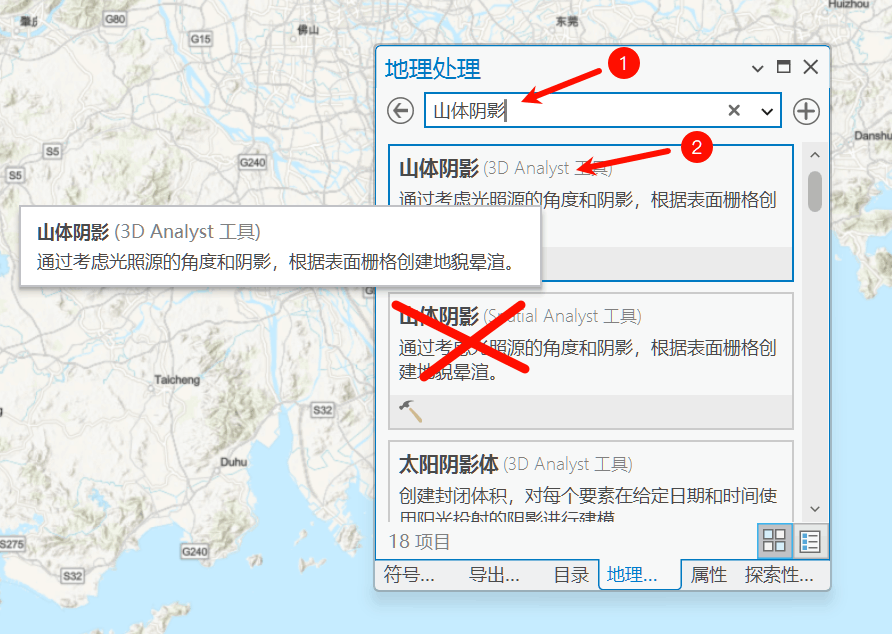 Huizhou
肇庆
G80
佛山
东莞
G15
地理处理
1
山体阴影
2
S5
G240
Danshu
S5
山体阴影 (3D Analyst 工具)
通过考虑光照源的角度和阴影，根据表面栅格创
山体阴影 (3D Analyst 工具)
通过考虑光照源的角度和阴影，根据表面栅格创建地貌晕渲。
山体阴影 (Spatial Analyst 工具)
通过考虑光照源的角度和阴影，根据表面栅格创
建地貌晕渲。
Taicheng
S32
太阳阴影体 (3D Analyst 工具)
Duhu
创建封闭体积，对每个要素在给定日期和时间使
用阳光投射的阴影进行建模
18 项目
S275
G240
S32
符号...
导出...
目录
地理...
属性
探索性...